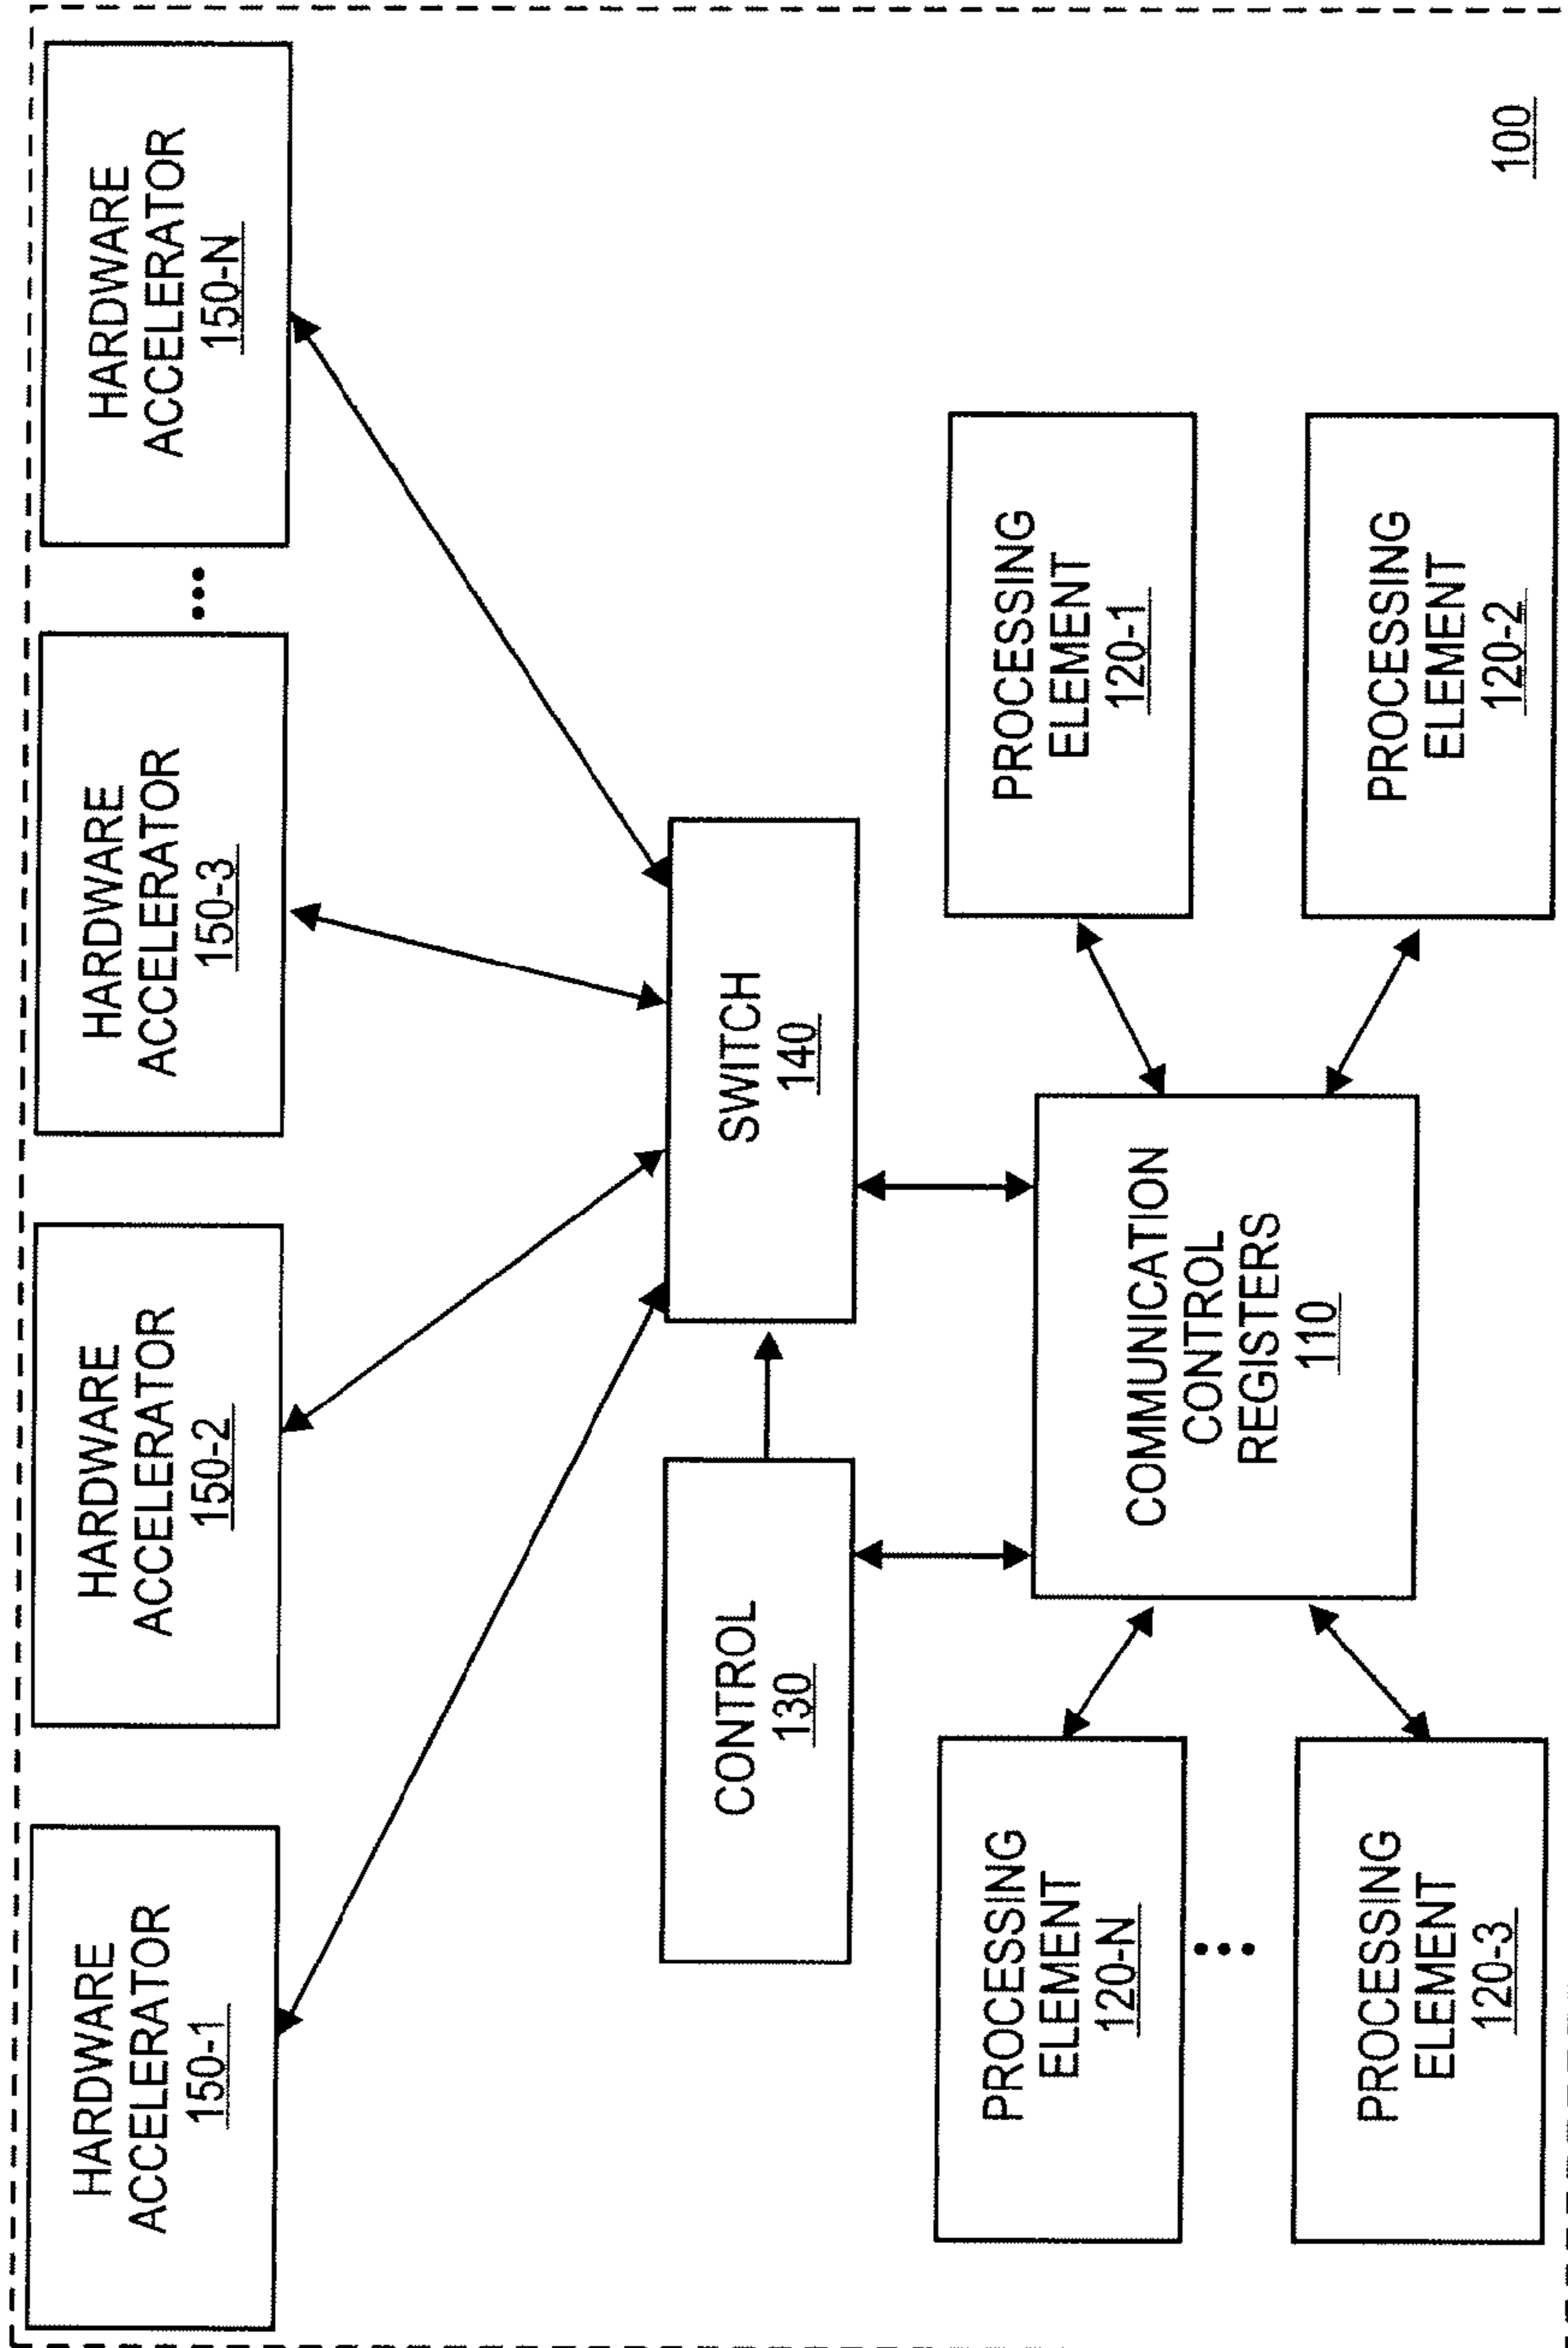 HARDWARE
ACCELERATOR
150-1
HARDWARE
ACCELERATOR
150-2
HARDWARE
ACCELERATOR
150-3
...
HARDWARE
ACCELERATOR
150-N
CONTROL
130
SWITCH
140
PROCESSING
ELEMENT
120-N
...
PROCESSING
ELEMENT
120-3
COMMUNICATION
CONTROL
REGISTERS
110
PROCESSING
ELEMENT
120-1
PROCESSING
ELEMENT
120-2
100